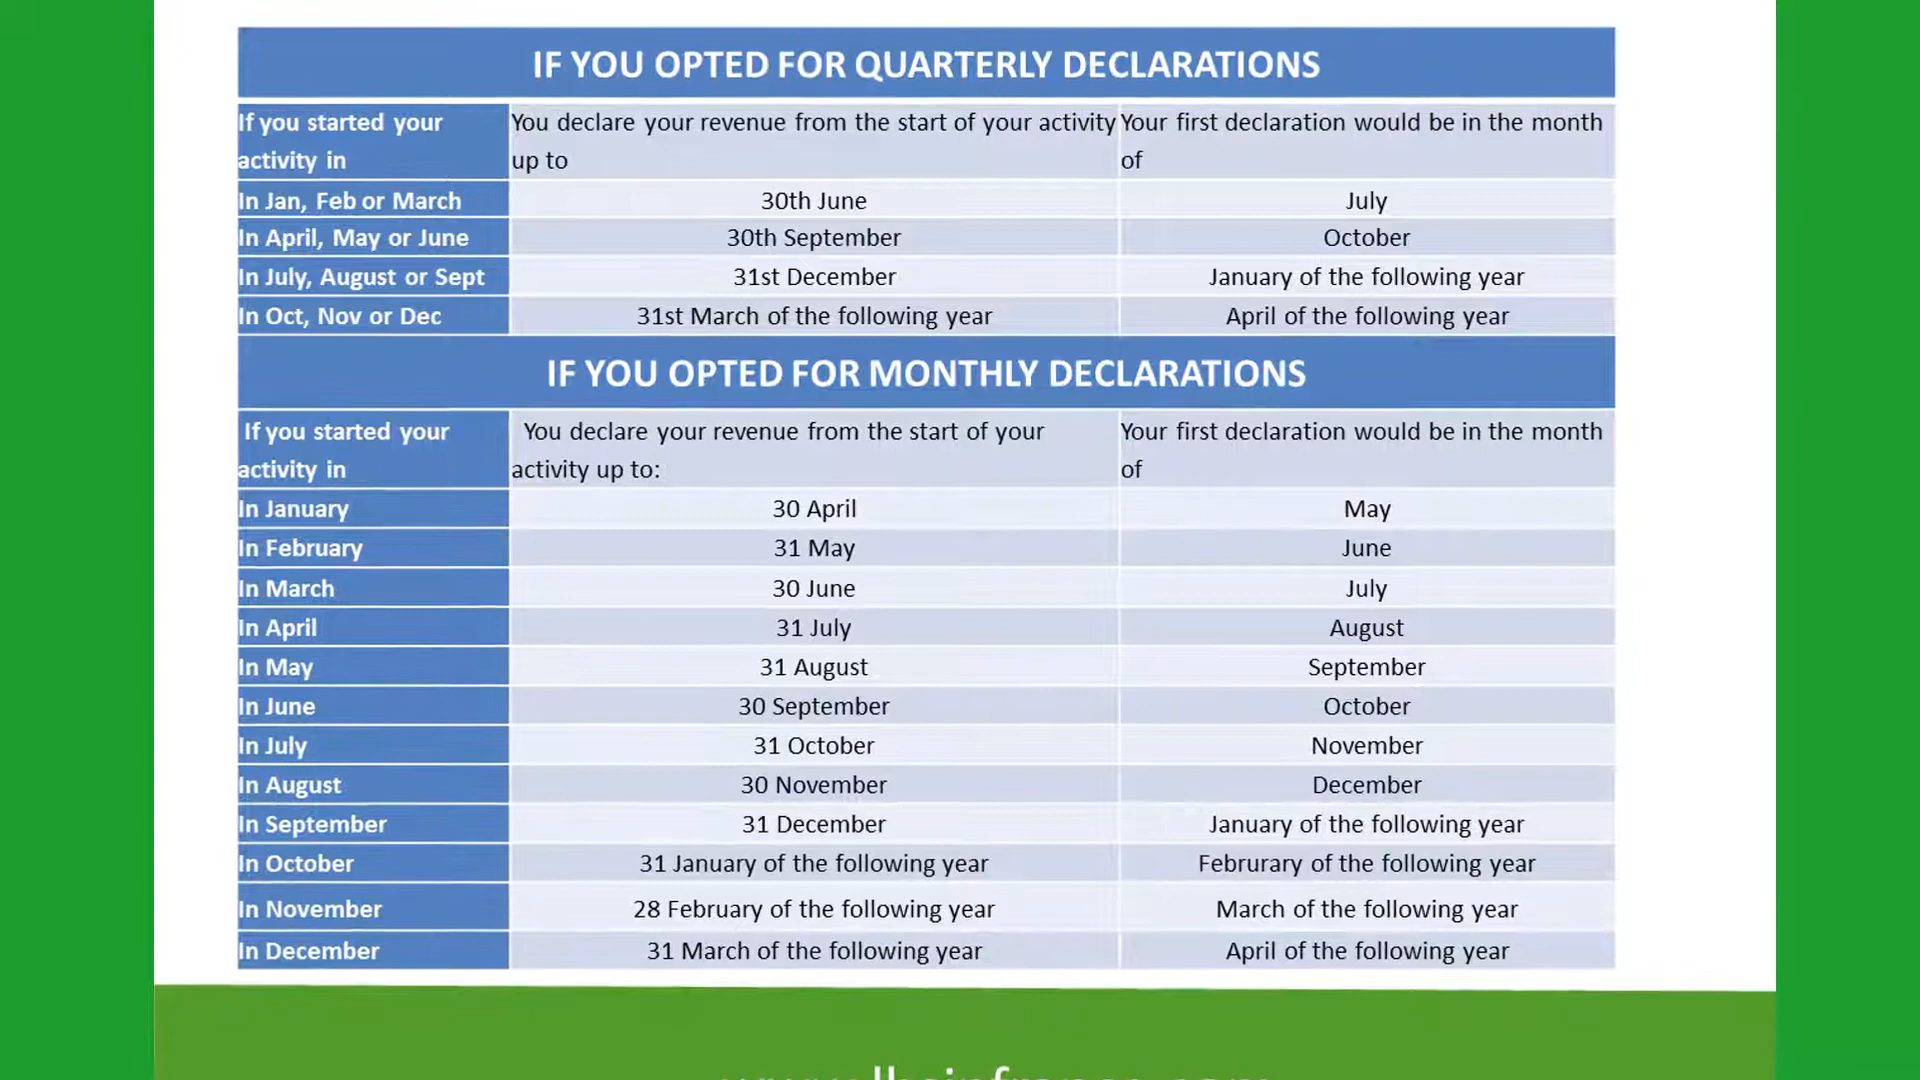 IF YOU OPTED FOR QUARTERLY DECLARATIONS
If you started your activity in
You declare your revenue from the start of your activity up to
Your first declaration would be in the month of
In Jan, Feb or March
30th June
July
In April, May or June
30th September
October
In July, August or Sept
31st December
January of the following year
In Oct, Nov or Dec
31st March of the following year
April of the following year
IF YOU OPTED FOR MONTHLY DECLARATIONS
If you started your activity in
You declare your revenue from the start of your activity up to:
Your first declaration would be in the month of
In January
30 April
May
In February
31 May
June
In March
30 June
July
In April
31 July
August
In May
31 August
September
In June
30 September
October
In July
31 October
November
In August
30 November
December
In September
31 December
January of the following year
In October
31 January of the following year
Februrary of the following year
In November
28 February of the following year
March of the following year
In December
31 March of the following year
April of the following year